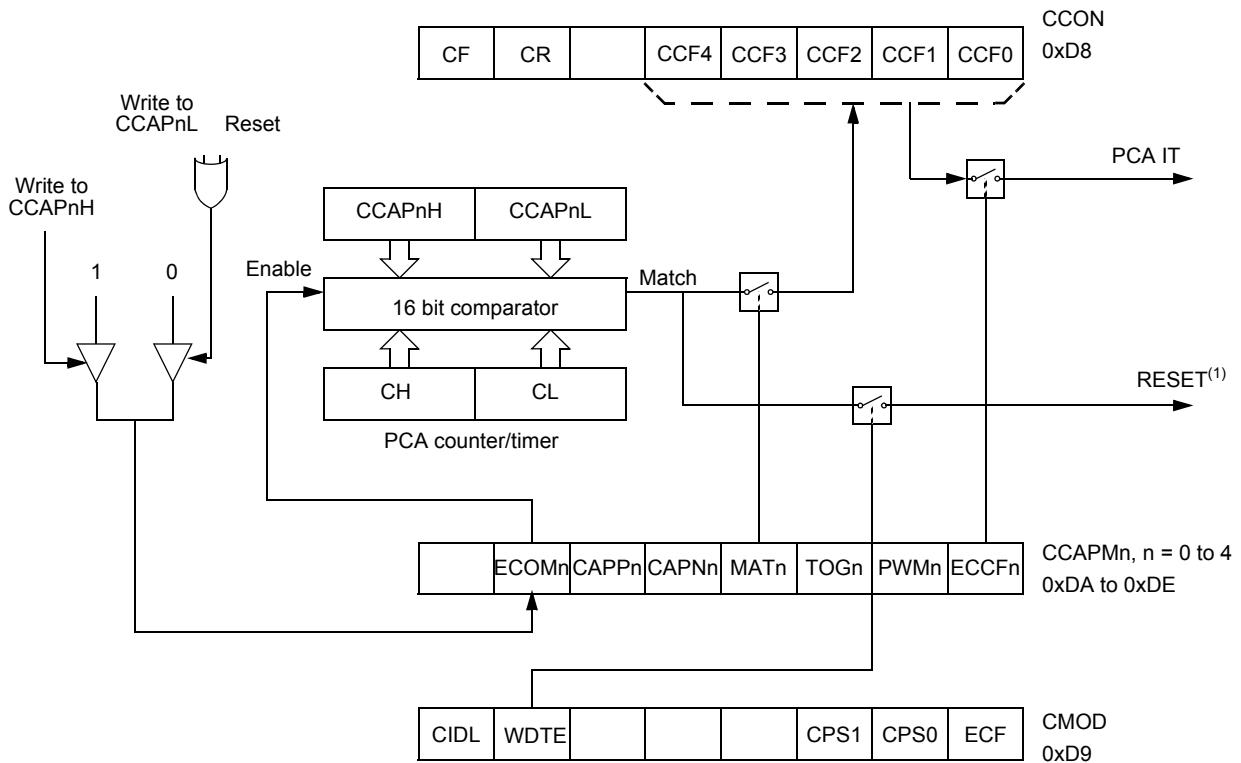 CF CR CCF4 CCF3 CCF2 CCF1 CCF0
CCON
0xD8
Write to
CCAPnL
Reset
Write to
CCAPnH
1
0
Enable
CCAPnH CCAPnL
16 bit comparator
CH CL
PCA counter/timer
Match
PCA IT
RESET(1)
ECOMn CAPPn CAPNn MATn TOGn PWMn ECCFn
CCAPMn, n = 0 to 4
0xDA to 0xDE
CIDL WDTE CPS1 CPS0 ECF
CMOD
0xD9